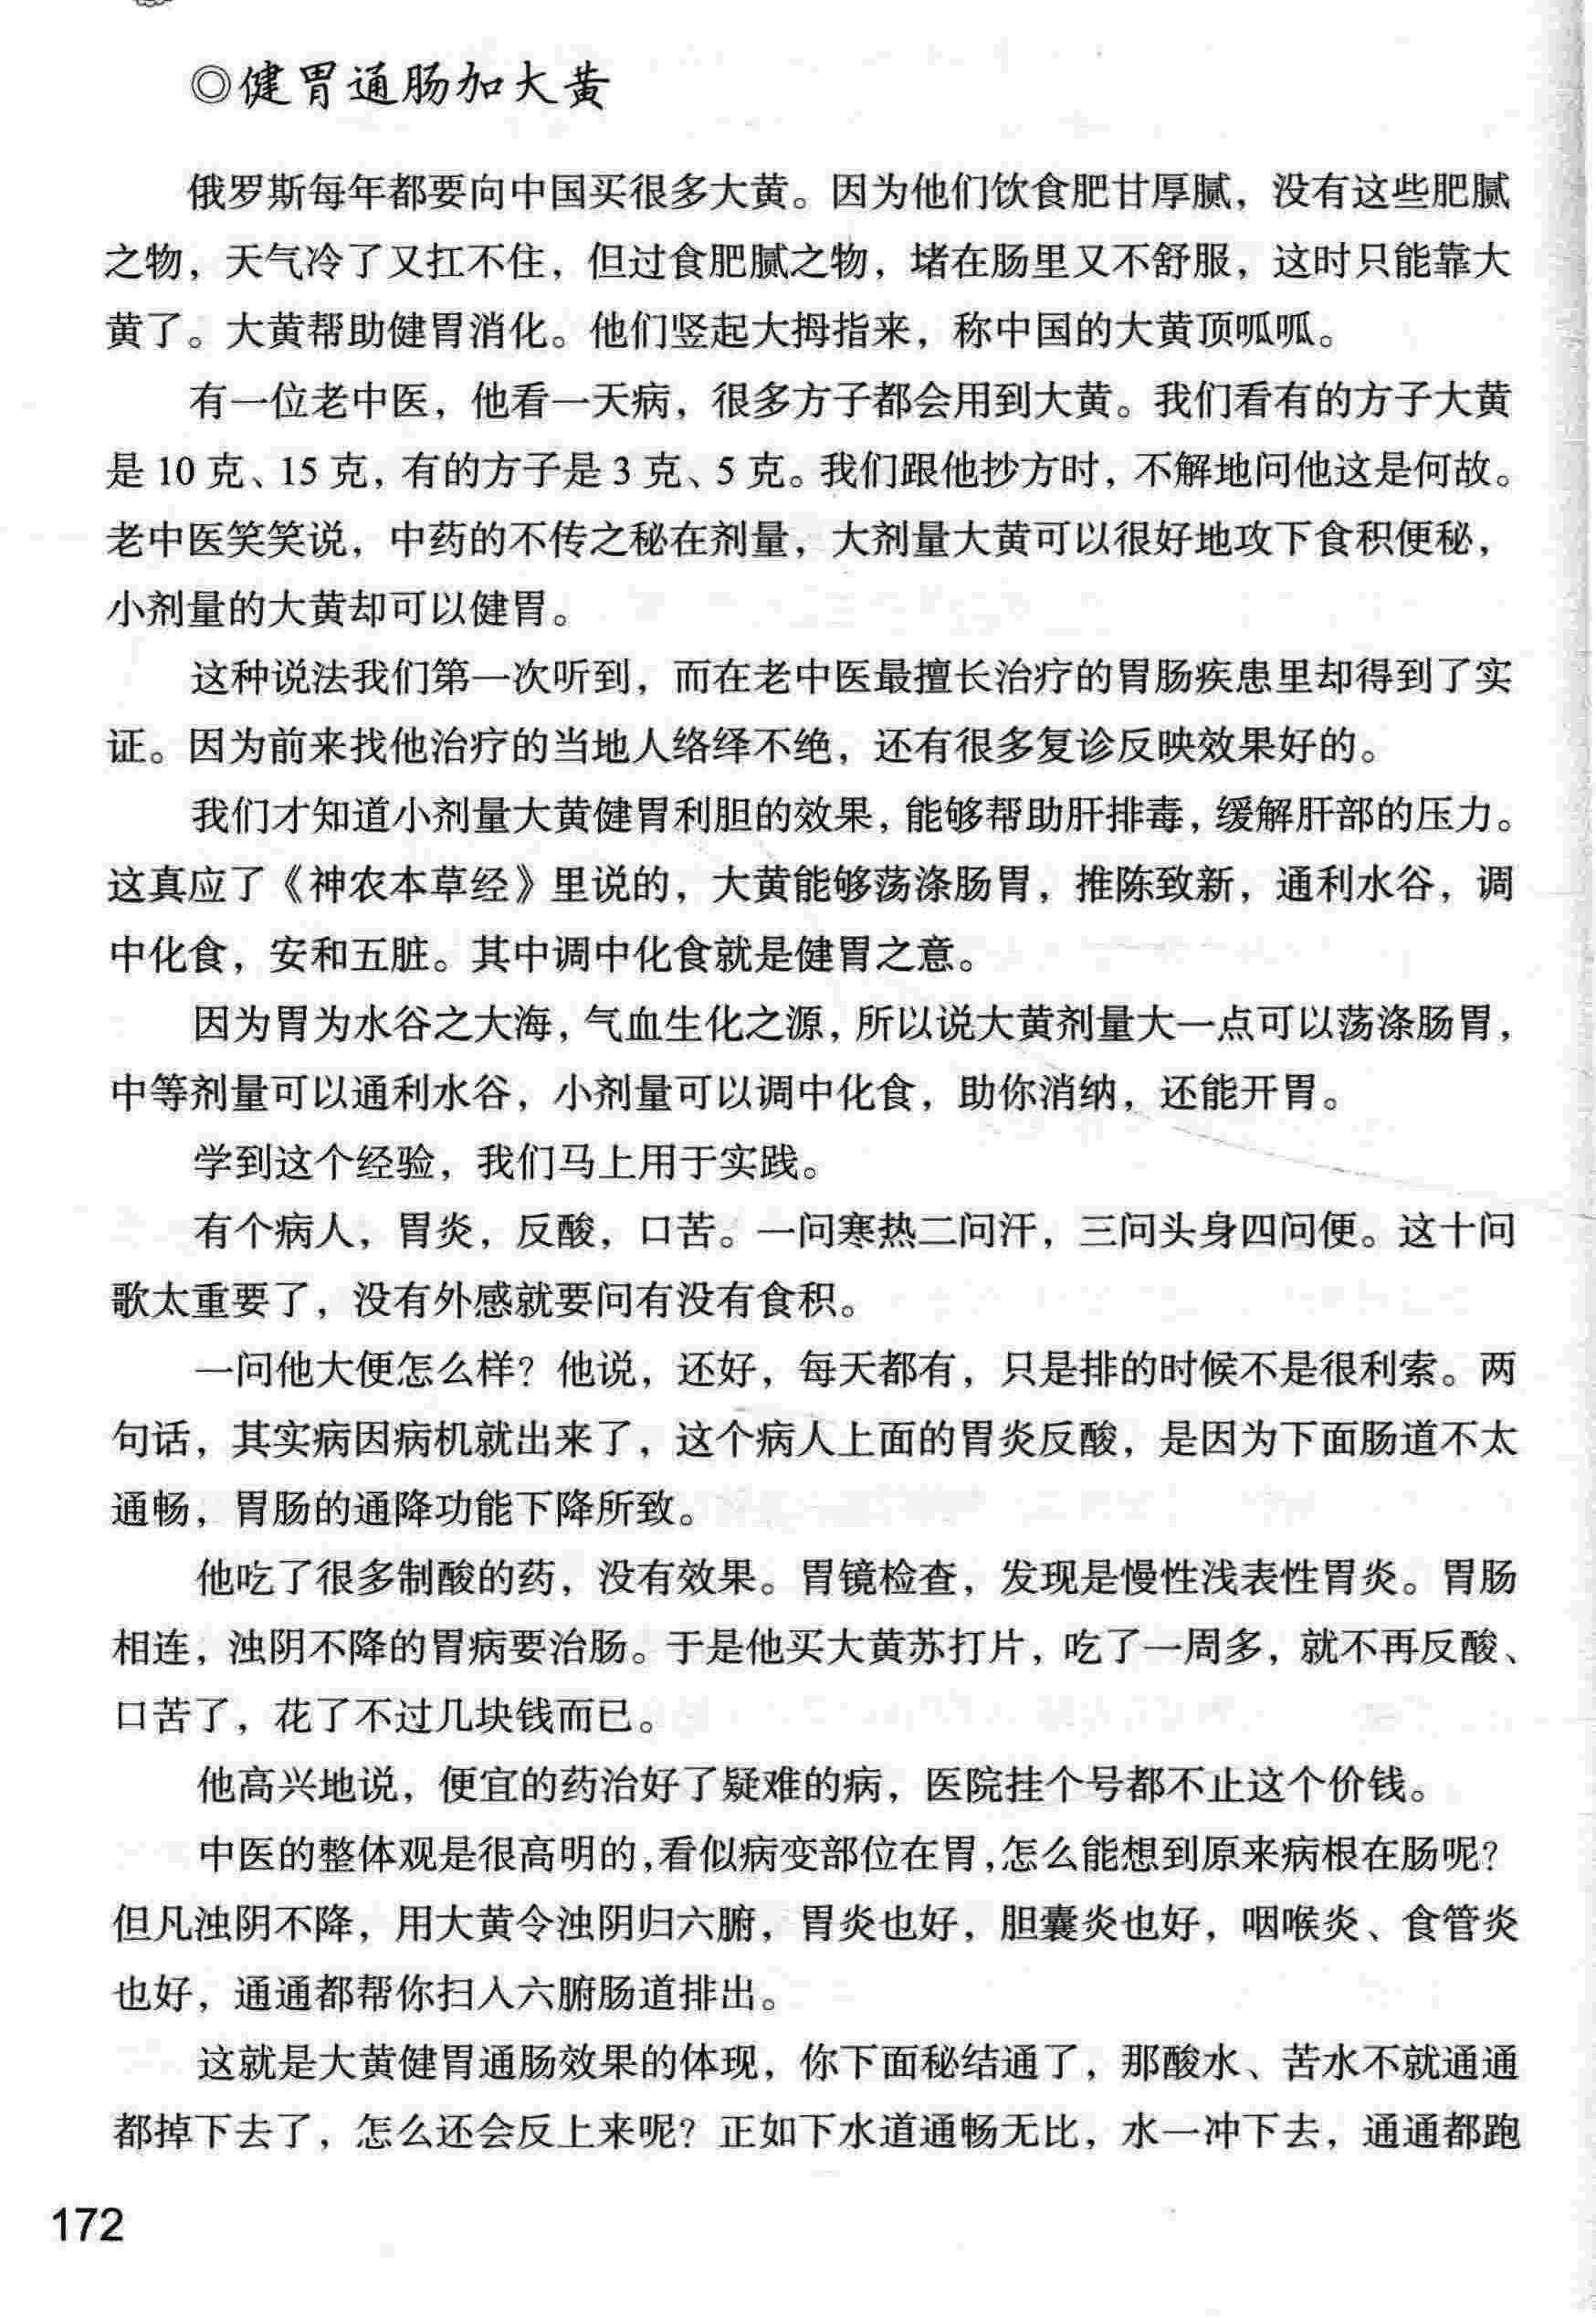 ◎健胃通肠加大黄
俄罗斯每年都要向中国买很多大黄。因为他们饮食肥甘厚腻，没有这些肥腻
之物，天气冷了又扛不住，但过食肥腻之物，堵在肠里又不舒服，这时只能靠大
黄了。大黄帮助健胃消化。他们竖起大拇指来，称中国的大黄顶呱呱。
有一位老中医，他看一天病，很多方子都会用到大黄。我们看有的方子大黄
是 10 克、15 克，有的方子是 3 克、5 克。我们跟他抄方时，不解地问他这是何故。
老中医笑笑说，中药的不传之秘在剂量，大剂量大黄可以很好地攻下食积便秘，
小剂量的大黄却可以健胃。
这种说法我们第一次听到，而在老中医最擅长治疗的胃肠疾患里却得到了实
证。因为前来找他治疗的当地人络绎不绝，还有很多复诊反映效果好的。
我们才知道小剂量大黄健胃利胆的效果，能够帮助肝排毒，缓解肝部的压力。
这真应了《神农本草经》里说的，大黄能够荡涤肠胃，推陈致新，通利水谷，调
中化食，安和五脏。其中调中化食就是健胃之意。
因为胃为水谷之大海，气血生化之源，所以说大黄剂量大一点可以荡涤肠胃，
中等剂量可以通利水谷，小剂量可以调中化食，助你消纳，还能开胃。
学到这个经验，我们马上用于实践。
有个病人，胃炎，反酸，口苦。一问寒热二问汗，三问头身四问便。这十问
歌太重要了，没有外感就要问有没有食积。
一问他大便怎么样？他说，还好，每天都有，只是排的时候不是很利索。两
句话，其实病因病机就出来了，这个病人上面的胃炎反酸，是因为下面肠道不太
通畅，胃肠的通降功能下降所致。
他吃了很多制酸的药，没有效果。胃镜检查，发现是慢性浅表性胃炎。胃肠
相连，浊阴不降的胃病要治肠。于是他买大黄苏打片，吃了一周多，就不再反酸、
口苦了，花了不过几块钱而已。
他高兴地说，便宜的药治好了疑难的病，医院挂个号都不止这个价钱。
中医的整体观是很高明的，看似病变部位在胃，怎么能想到原来病根在肠呢？
但凡浊阴不降，用大黄令浊阴归六腑，胃炎也好，胆囊炎也好，咽喉炎、食管炎
也好，通通都帮你扫入六腑肠道排出。
这就是大黄健胃通肠效果的体现，你下面秘结通了，那酸水、苦水不就通通
都掉下去了，怎么还会反上来呢？正如下水道通畅无比，水一冲下去，通通都跑
172